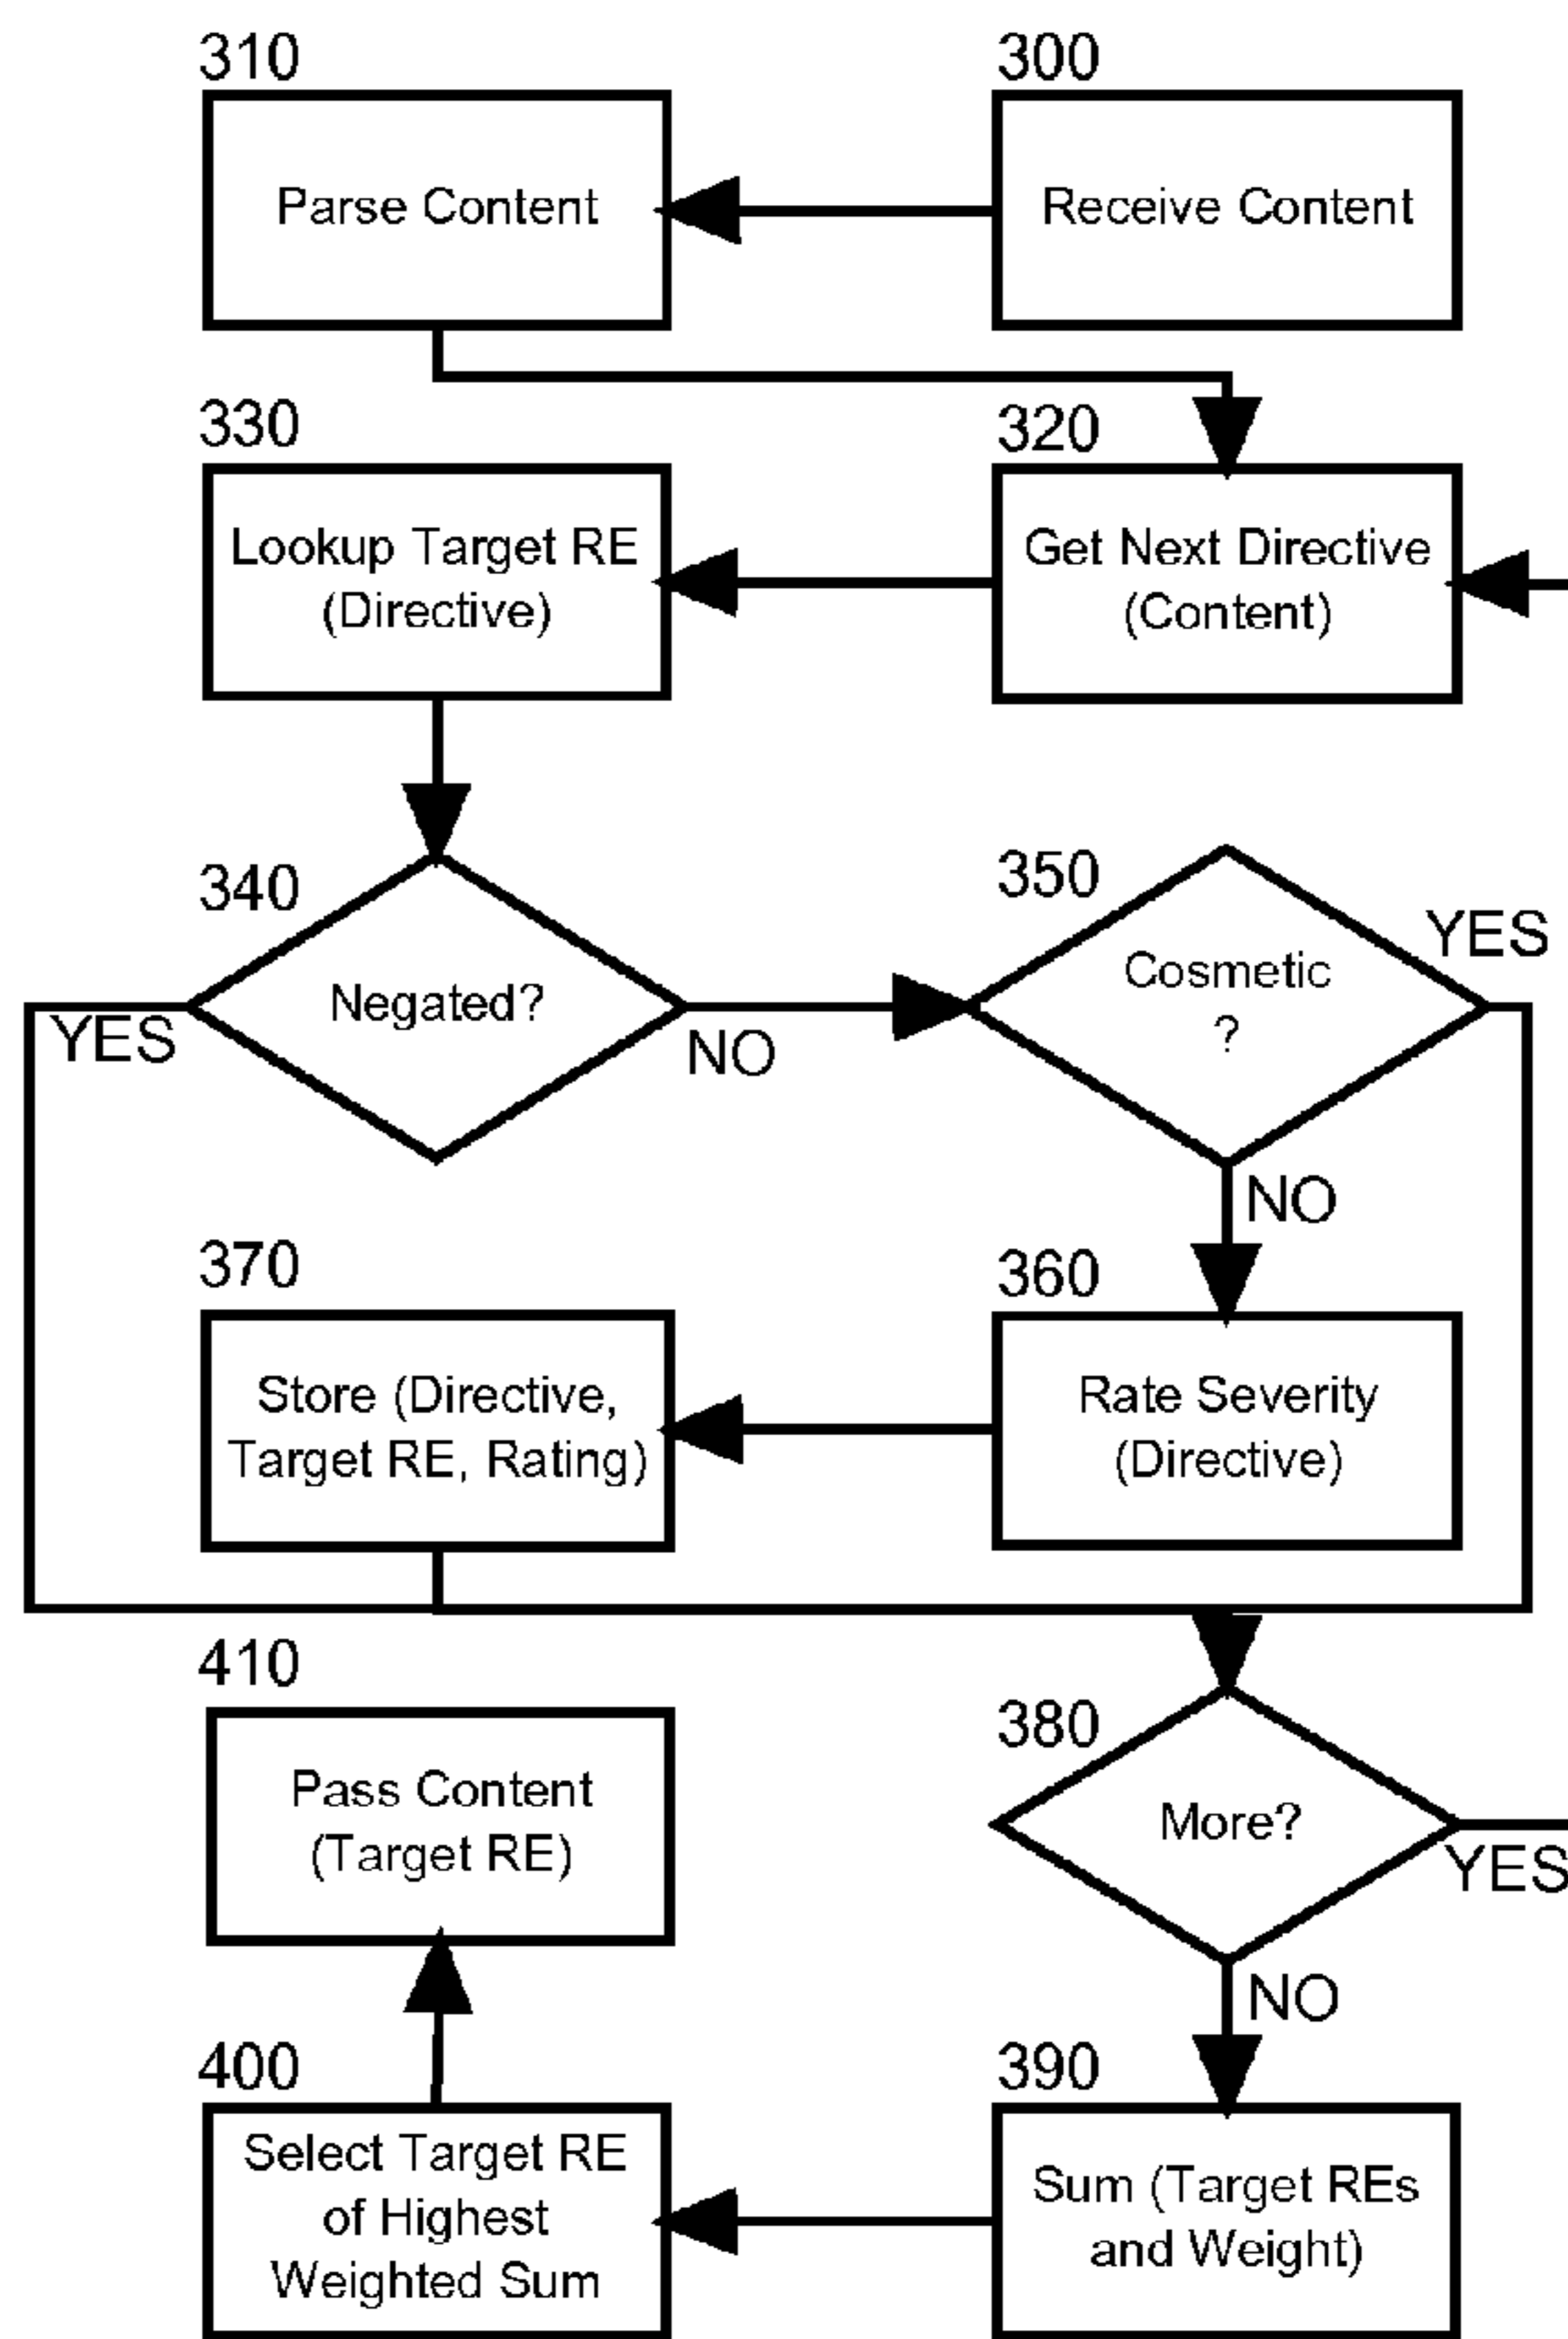 310
300
Parse Content
Receive Content
330
320
Lookup Target RE
(Directive)
Get Next Directive
(Content)
340
350
YES
Negated?
Cosmetic
?
YES
NO
NO
370
360
Store (Directive,
Target RE, Rating)
Rate Severity
(Directive)
410
380
Pass Content
(Target RE)
More?
YES
NO
400
390
Select Target RE
of Highest
Weighted Sum
Sum (Target REs
and Weight)